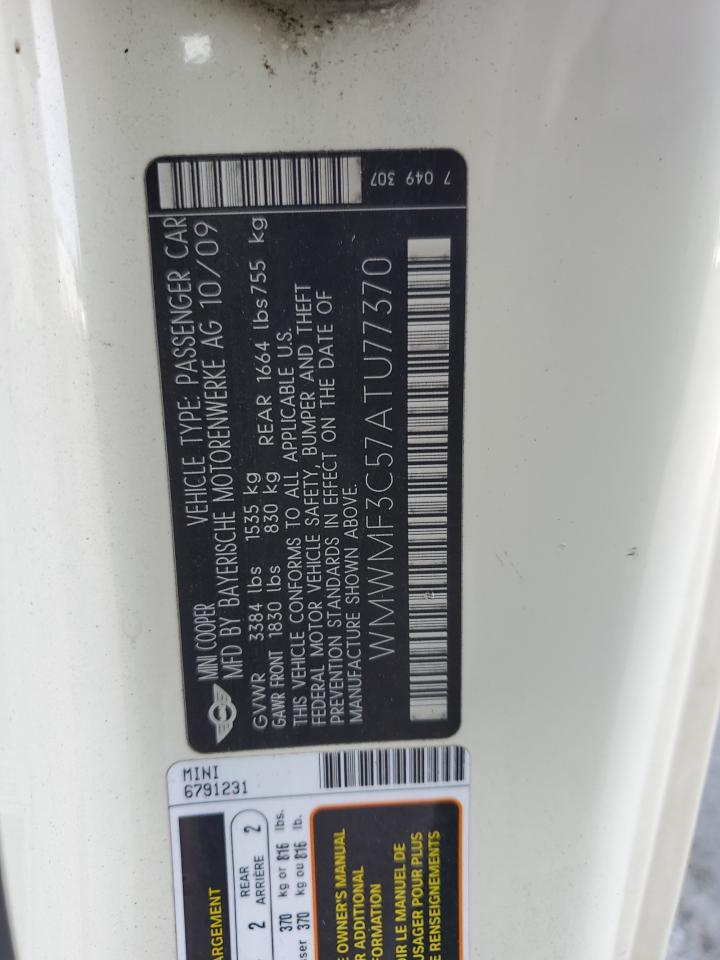 7 049 307
MINI COOPER VEHICLE TYPE: PASSENGER CAR
MFD BY BAYERISCHE MOTORENWERKE AG 10/09
GVWR 3384 lbs 1535 kg
GAWR FRONT 1830 lbs 830 kg REAR 1664 lbs 755 kg
THIS VEHICLE CONFORMS TO ALL APPLICABLE U.S.
FEDERAL MOTOR VEHICLE SAFETY, BUMPER AND THEFT
PREVENTION STANDARDS IN EFFECT ON THE DATE OF
MANUFACTURE SHOWN ABOVE.
WMWMF3C57ATU77370
MINI
6791231
2 REAR 2
ARRIÈRE
370 kg or 816 lbs.
370 kg ou 816 lb.
OWNER'S MANUAL
ADDITIONAL
LE MANUEL DE
POUR PLUS
RENSEIGNEMENTS